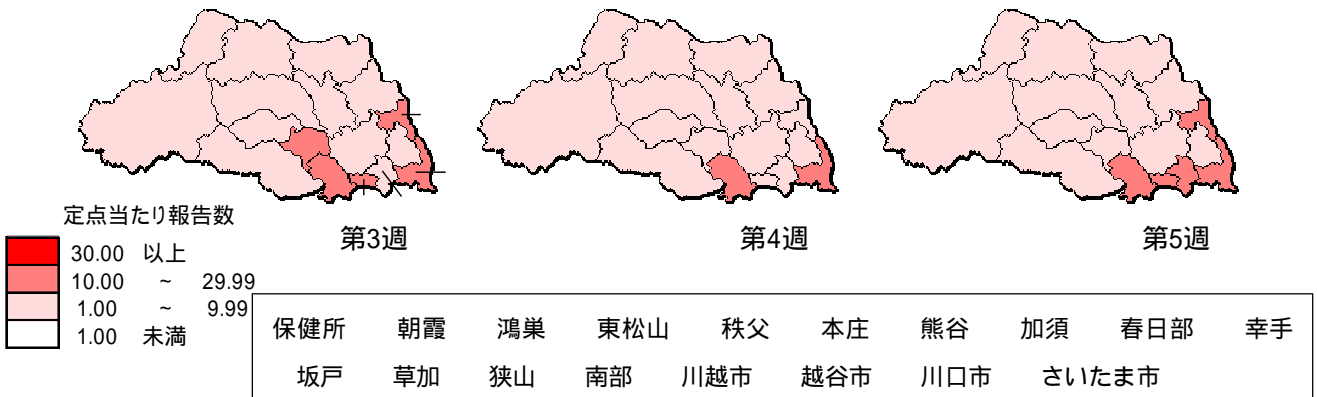 第3週
第4週
第5週
定点当たり報告数
30.00 以上
10.00 ~ 29.99
1.00 ~ 9.99
1.00 未満
保健所 朝霞 鴻巣 東松山 秩父 本庄 熊谷 加須 春日部 幸手
坂戸 草加 狭山 南部 川越市 越谷市 川口市 さいたま市